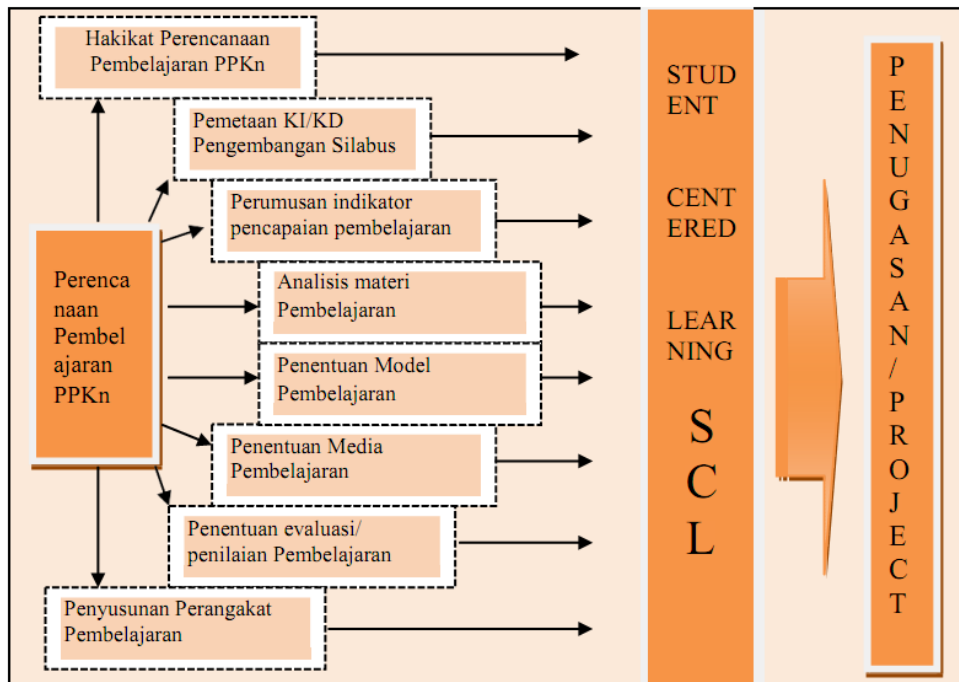 Hakikat Perencanaan
Pembelajaran PPKn
Pemetaan KI/KD
Pengembangan Silabus
Perumusan indikator
pencapaian pembelajaran
Perenca
naan
Pembel
ajaran
PPKn
Analisis materi
Pembelajaran
Penentuan Model
Pembelajaran
Penentuan Media
Pembelajaran
Penentuan evaluasi/
penilaian Pembelajaran
Penyusunan Perangakat
Pembelajaran
STUD
ENT
CENT
ERED
LEAR
NING
S
C
L
P
E
N
U
G
A
S
A
N
/
P
R
O
J
E
C
T